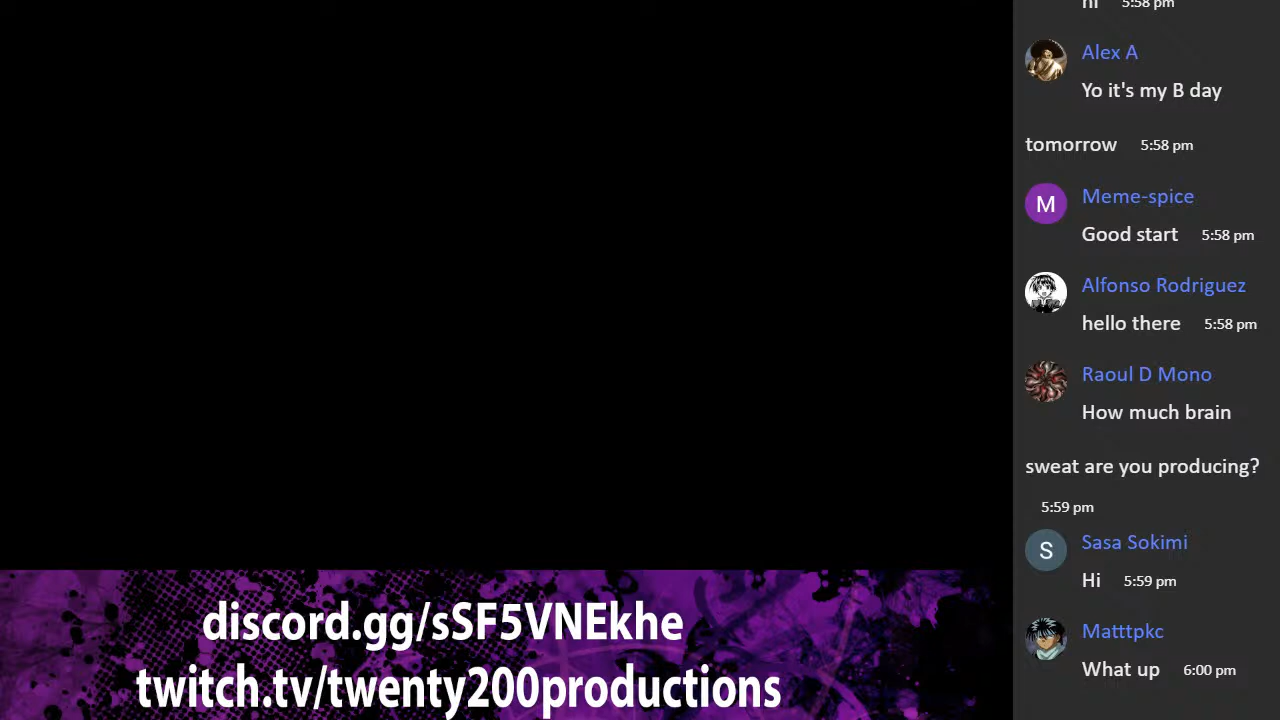 hi 5:58 pm
Alex A
Yo it's my B day
tomorrow 5:58 pm
M
Meme-spice
Good start 5:58 pm
Alfonso Rodriguez
hello there 5:58 pm
Raoul D Mono
How much brain
sweat are you producing?
5:59 pm
S
Sasa Sokimi
Hi 5:59 pm
Matttpkc
What up 6:00 pm
discord.gg/sSF5VNEkhe
twitch.tv/twenty200productions